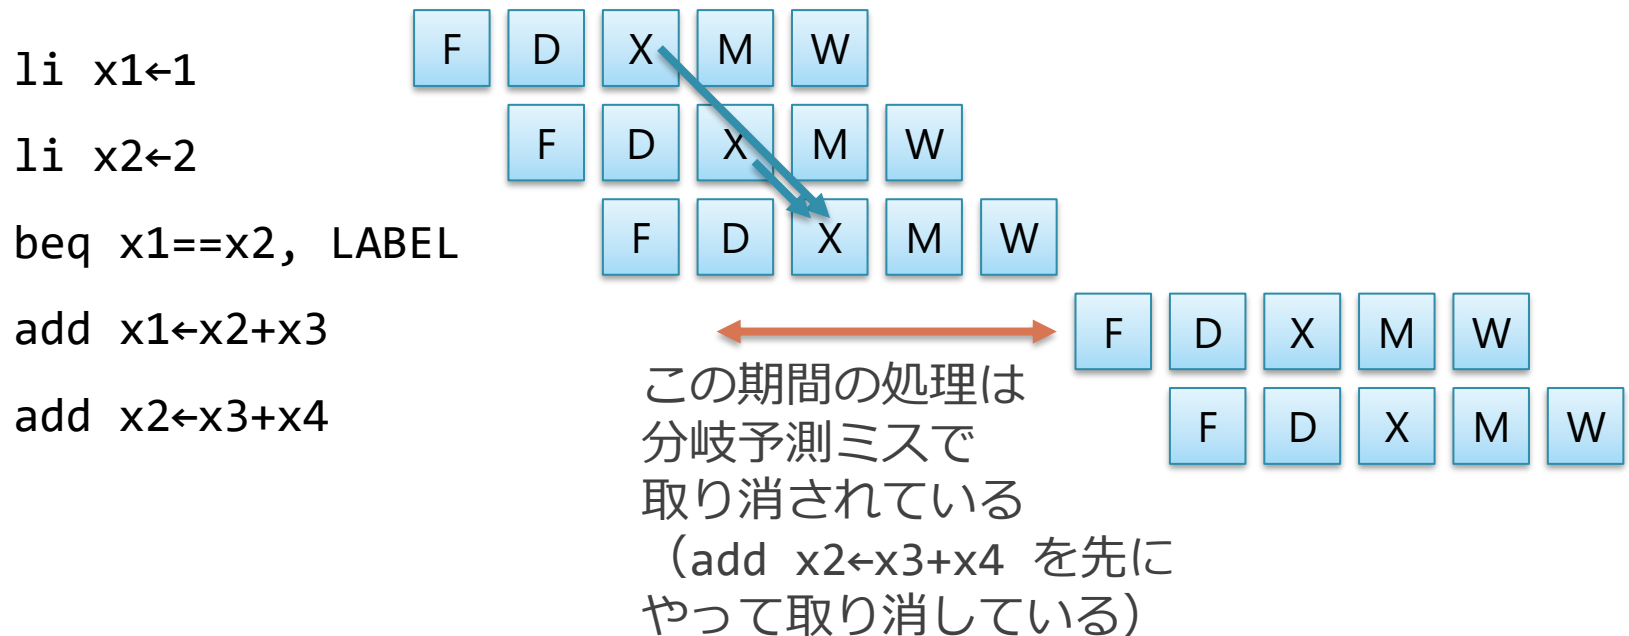 li x1←1 F D X M W
li x2←2 F D X M W
beq x1==x2, LABEL F D X M W
add x1←x2+x3 F D X M W
add x2←x3+x4 F D X M W
この期間の処理は
分岐予測ミスで
取り消されている
（add x2←x3+x4 を先に
やって取り消している）